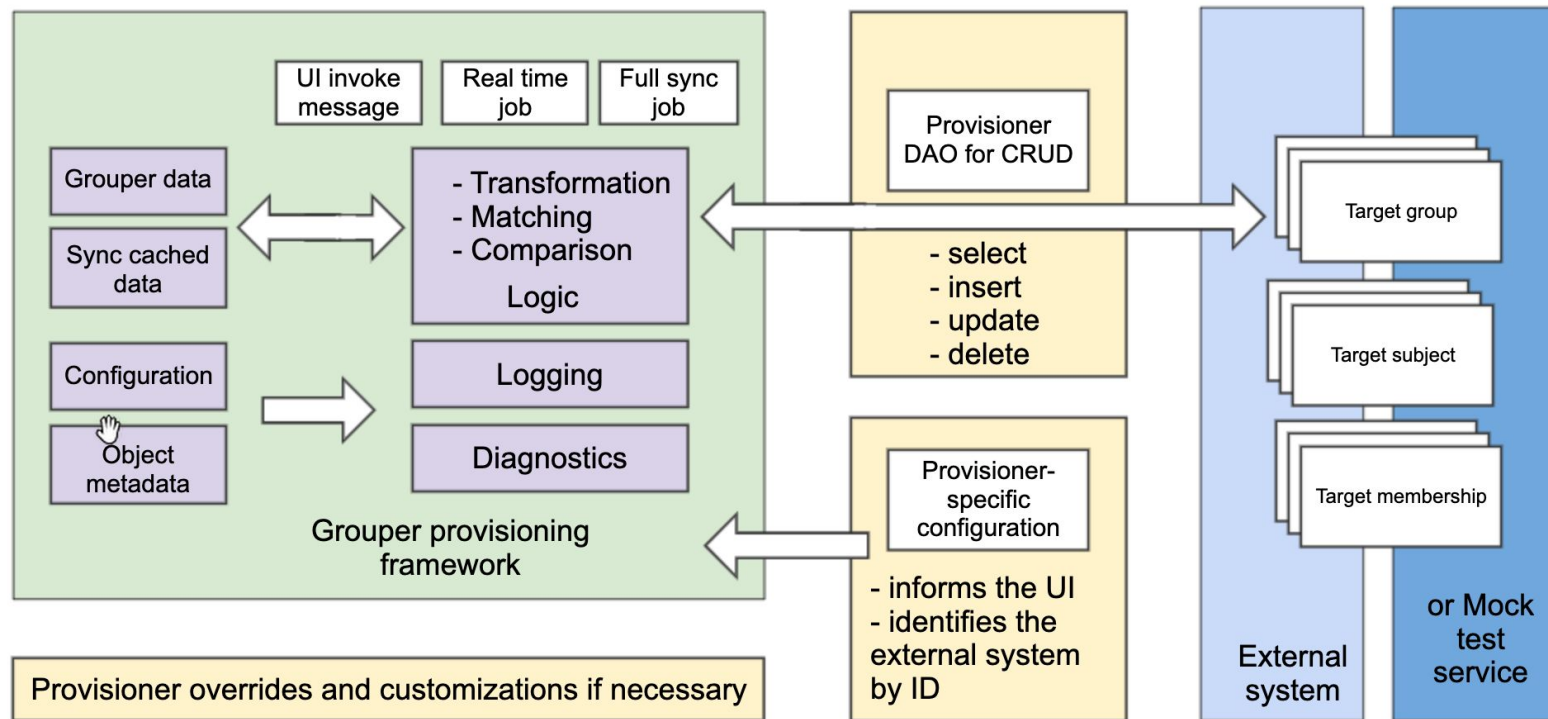 UI invoke
message
Real time
job
Full sync
job
Grouper data
Sync cached
data
Configuration
Object
metadata
- Transformation
- Matching
- Comparison
Logic
Logging
Diagnostics
Grouper provisioning
framework
Provisioner overrides and customizations if necessary
Provisioner
DAO for CRUD
- select
- insert
- update
- delete
Provisioner-
specific
configuration
- informs the UI
- identifies the
external system
by ID
Target group
Target subject
Target membership
External
system
or Mock
test
service